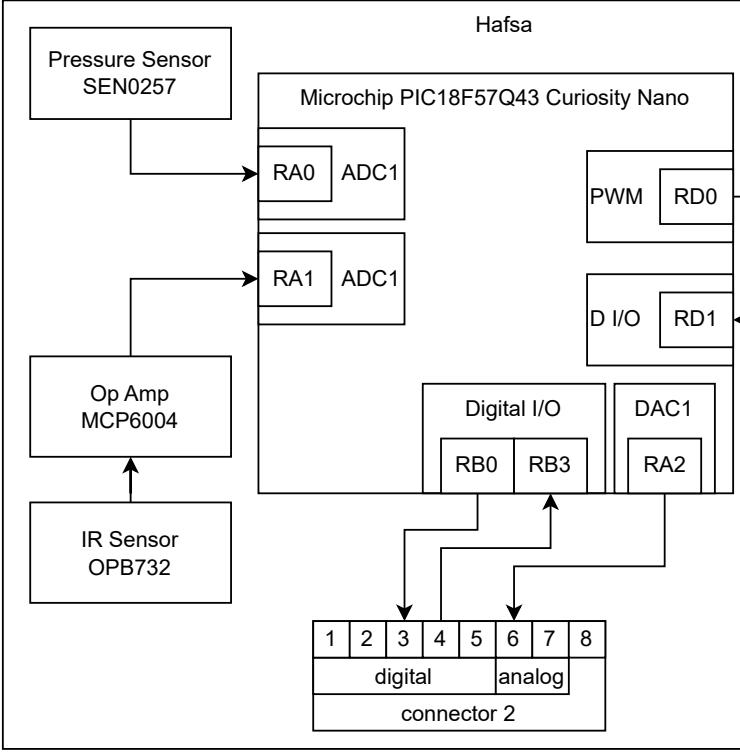 Hafsa
Pressure Sensor
SEN0257
Microchip PIC18F57Q43 Curiosity Nano
RA0 ADC1
PWM RD0
RA1 ADC1
D I/O RD1
Op Amp
MCP6004
Digital I/O
DAC1
RB0 RB3
RA2
IR Sensor
OPB732
1 2 3 4 5 6 7 8
digital analog
connector 2